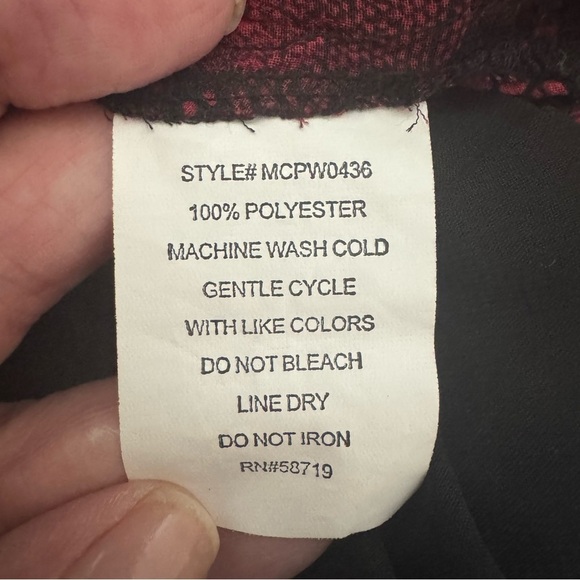 STYLE# MCPW0436
100% POLYESTER
MACHINE WASH COLD
GENTLE CYCLE
WITH LIKE COLORS
DO NOT BLEACH
LINE DRY
DO NOT IRON
RN#58719